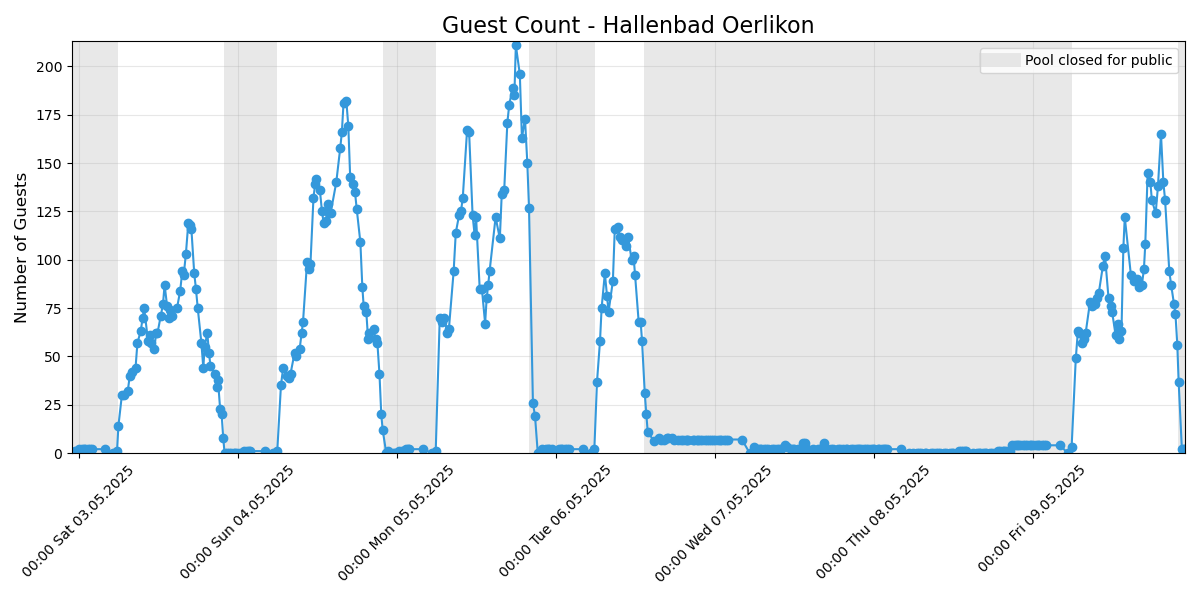 Guest Count - Hallenbad Oerlikon
Pool closed for public
Number of Guests
200
175
150
125
100
75
50
25
0
00:00 Sat 03.05.2025
00:00 Sun 04.05.2025
00:00 Mon 05.05.2025
00:00 Tue 06.05.2025
00:00 Wed 07.05.2025
00:00 Thu 08.05.2025
00:00 Fri 09.05.2025